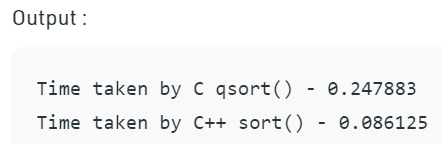 Output :
Time taken by C qsort() - 0.247883
Time taken by C++ sort() - 0.086125